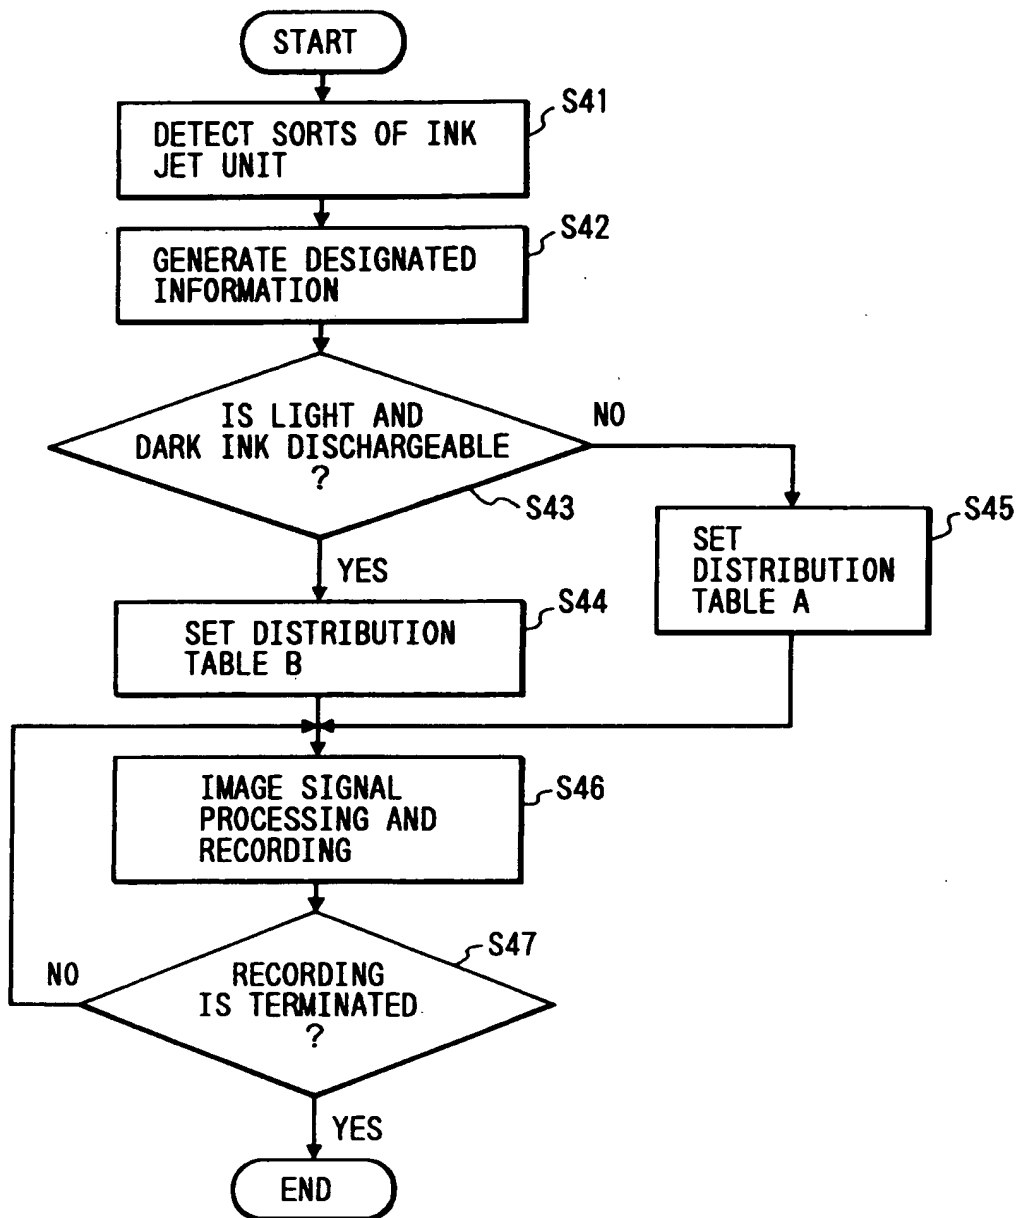 START
S41
DETECT SORTS OF INK
JET UNIT
S42
GENERATE DESIGNATED
INFORMATION
IS LIGHT AND
DARK INK DISCHARGEABLE
?
NO
S43
YES
S45
SET
DISTRIBUTION
TABLE A
S44
SET DISTRIBUTION
TABLE B
S46
IMAGE SIGNAL
PROCESSING AND
RECORDING
S47
NO
RECORDING
IS TERMINATED
?
YES
END